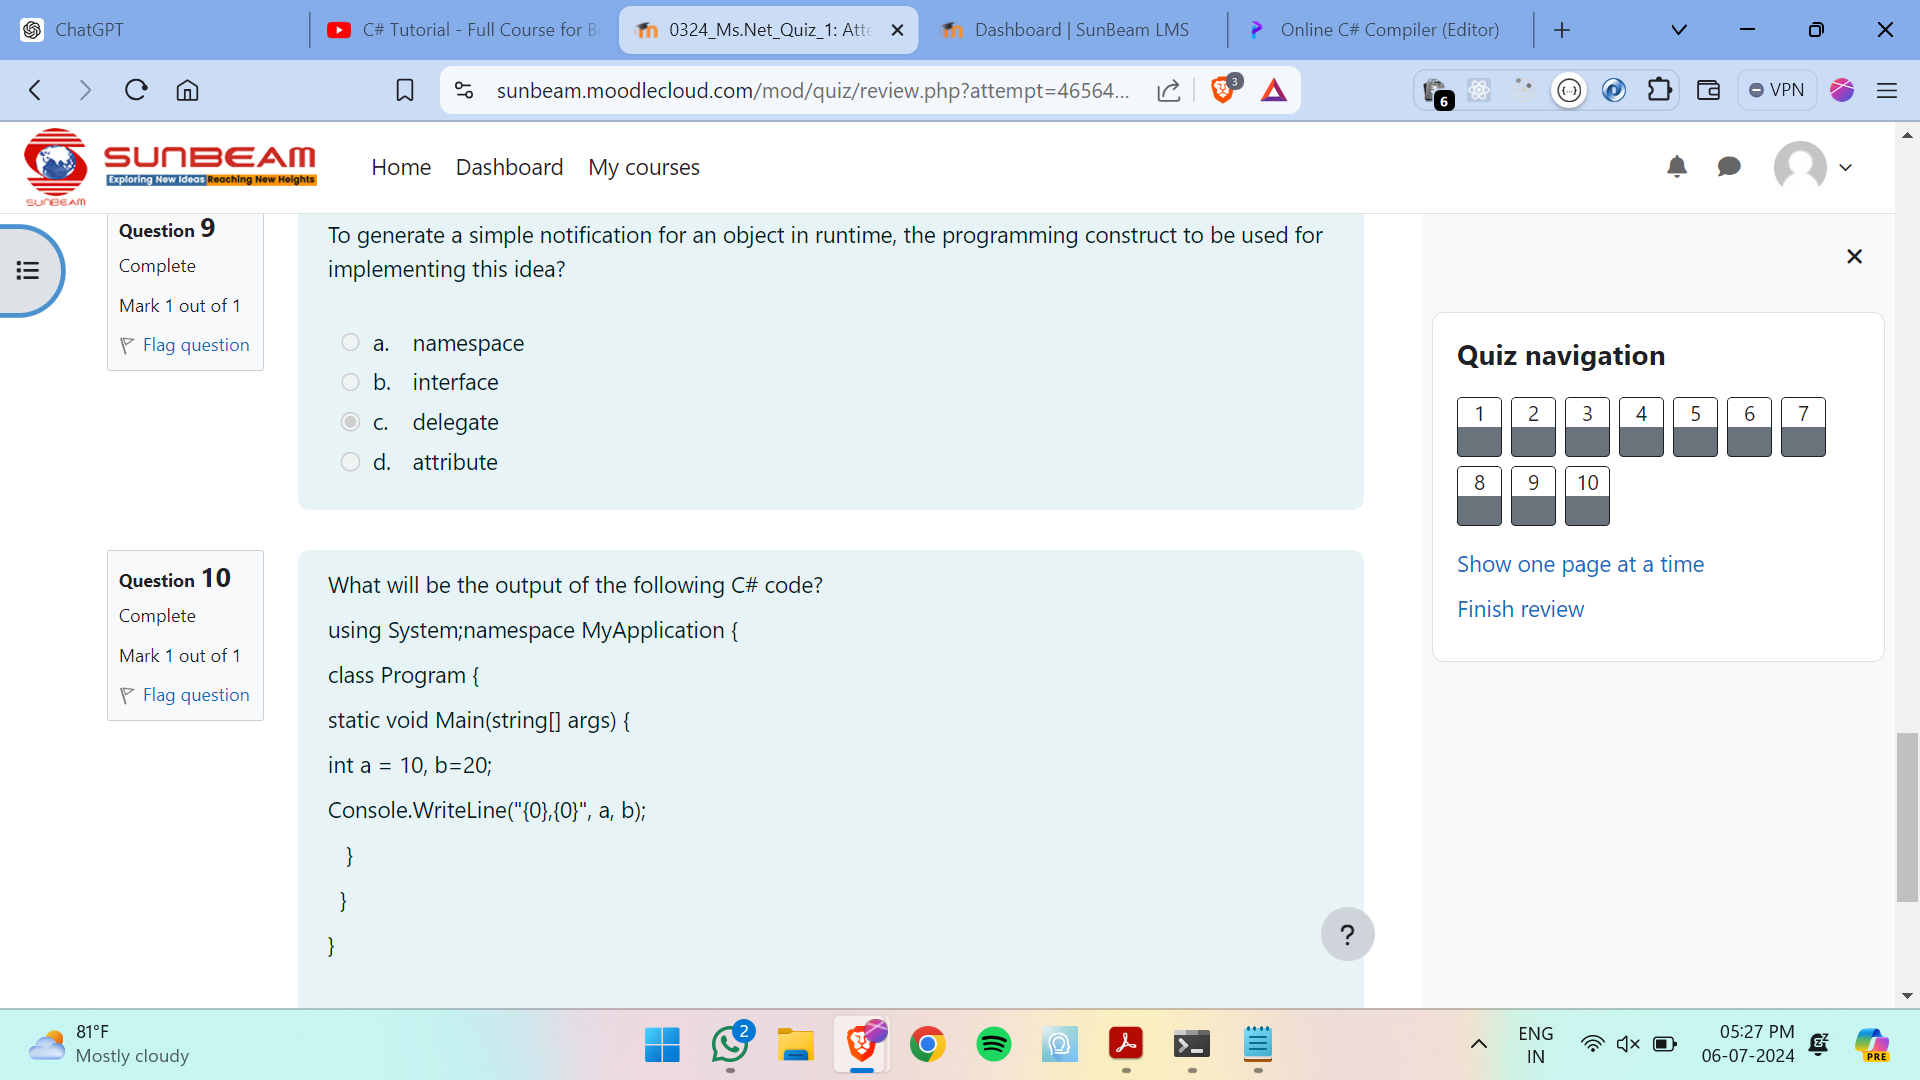 ChatGPT
C# Tutorial - Full Course for B
0324_Ms.Net_Quiz_1: Atte
Dashboard | SunBeam LMS
Online C# Compiler (Editor)
sunbeam.moodlecloud.com/mod/quiz/review.php?attempt=46564...
3
6
VPN
SUNBEAM
SUNBEAM
Exploring New Ideas Reaching New Heights
Home
Dashboard
My courses
Question 9
Complete
Mark 1 out of 1
Flag question
To generate a simple notification for an object in runtime, the programming construct to be used for
implementing this idea?
a. namespace
b. interface
c. delegate
d. attribute
Question 10
Complete
Mark 1 out of 1
Flag question
What will be the output of the following C# code?
using System;namespace MyApplication {
class Program {
static void Main(string[] args) {
int a = 10, b=20;
Console.WriteLine("{0},{0}", a, b);
}
}
}
?
Quiz navigation
1 2 3 4 5 6 7
8 9 10
Show one page at a time
Finish review
81°F
Mostly cloudy
2
ENG
IN
05:27 PM
06-07-2024
PRE